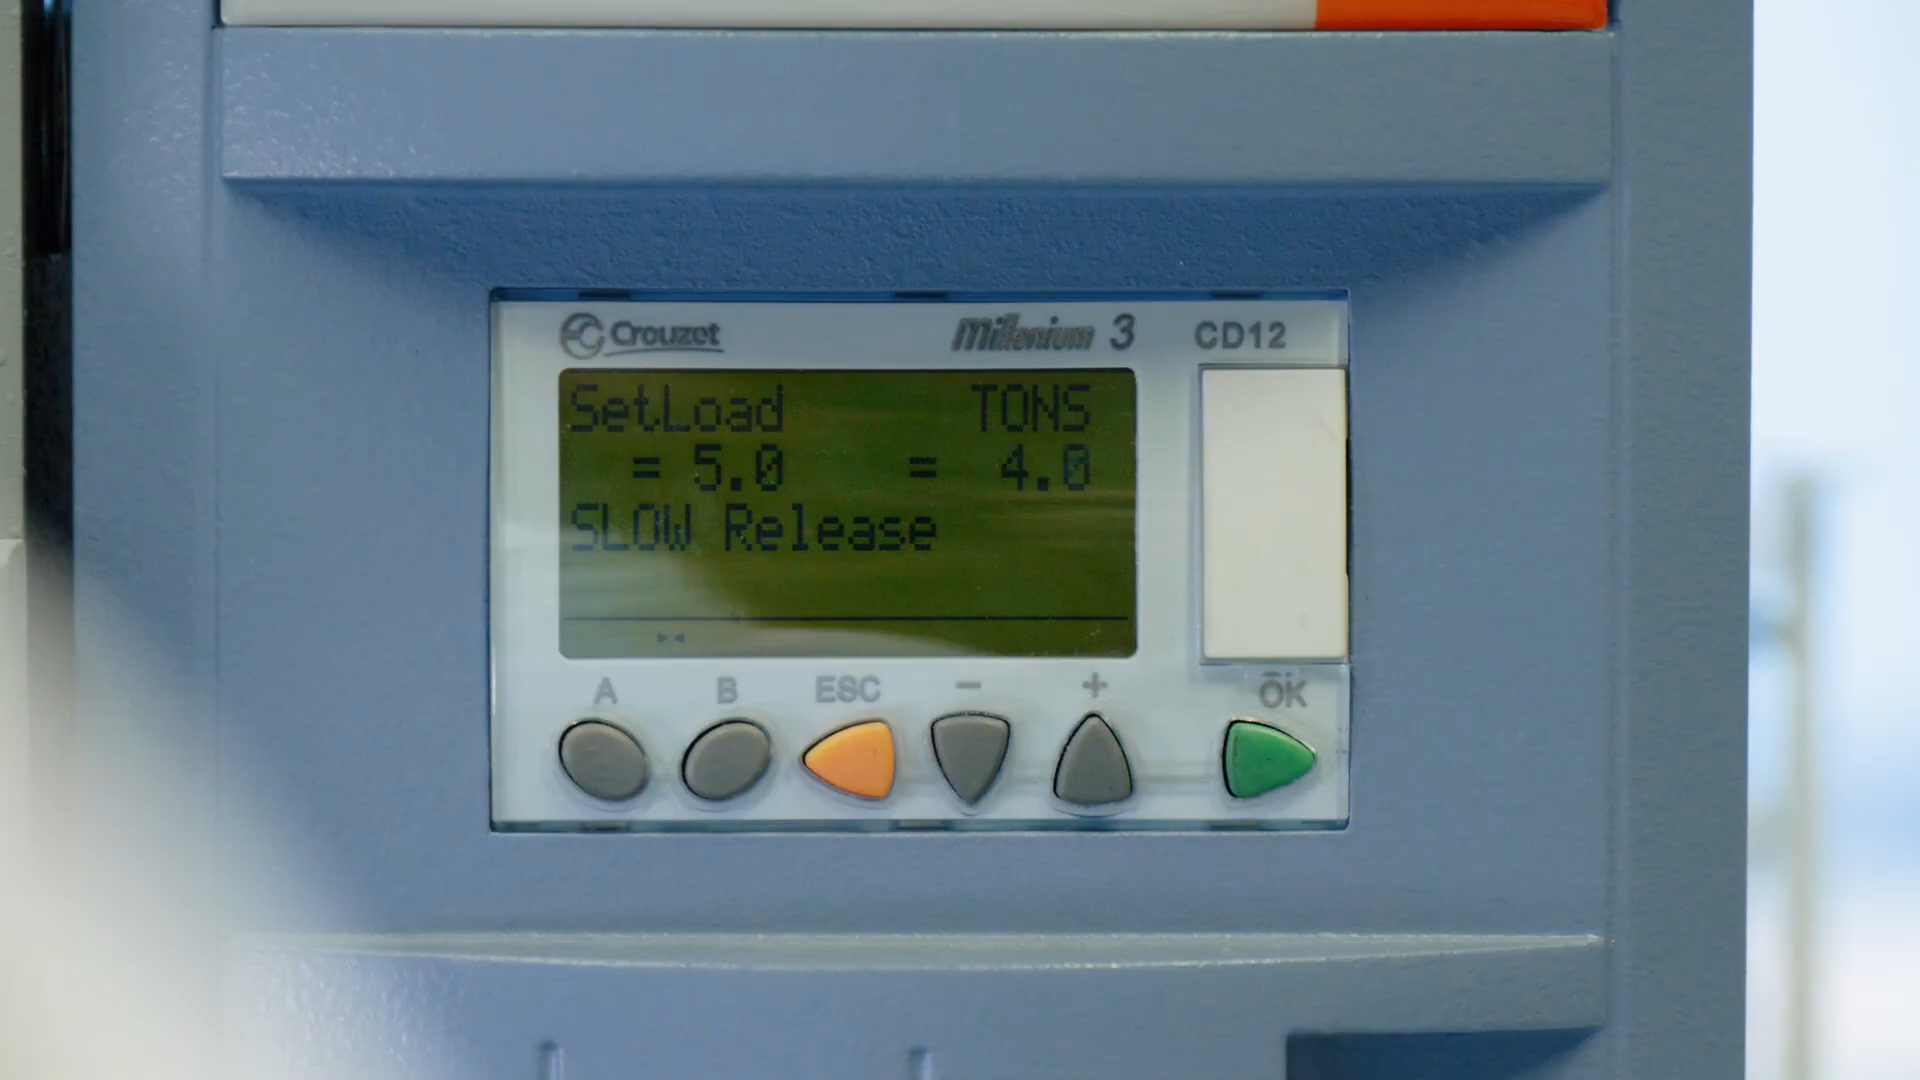 Crouzet Millenium 3 CD12
SetLoad TONS
= 5.0 = 4.0
SLOW Release
A B ESC - + OK